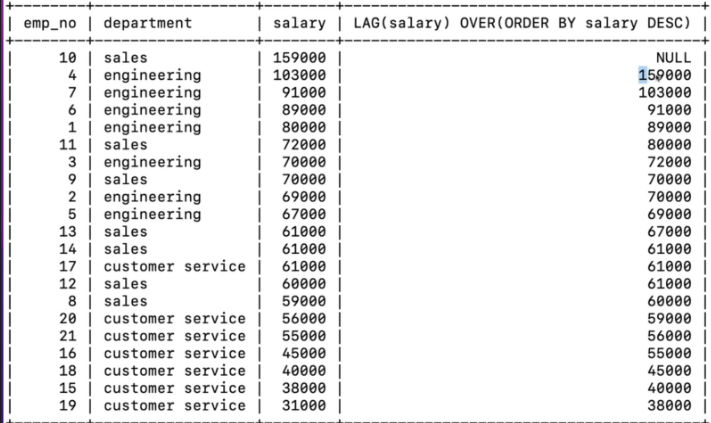 emp_no | department | salary | LAG(salary) OVER(ORDER BY salary DESC) |
10 | sales | 159000 | NULL |
4 | engineering | 103000 | 159000 |
7 | engineering | 91000 | 103000 |
6 | engineering | 89000 | 91000 |
1 | engineering | 80000 | 89000 |
11 | sales | 72000 | 80000 |
3 | engineering | 70000 | 72000 |
9 | sales | 70000 | 70000 |
2 | engineering | 69000 | 70000 |
5 | engineering | 67000 | 69000 |
13 | sales | 61000 | 67000 |
14 | sales | 61000 | 61000 |
17 | customer service | 61000 | 61000 |
12 | sales | 60000 | 61000 |
8 | sales | 59000 | 60000 |
20 | customer service | 56000 | 59000 |
21 | customer service | 55000 | 56000 |
16 | customer service | 45000 | 55000 |
18 | customer service | 40000 | 45000 |
15 | customer service | 38000 | 40000 |
19 | customer service | 31000 | 38000 |